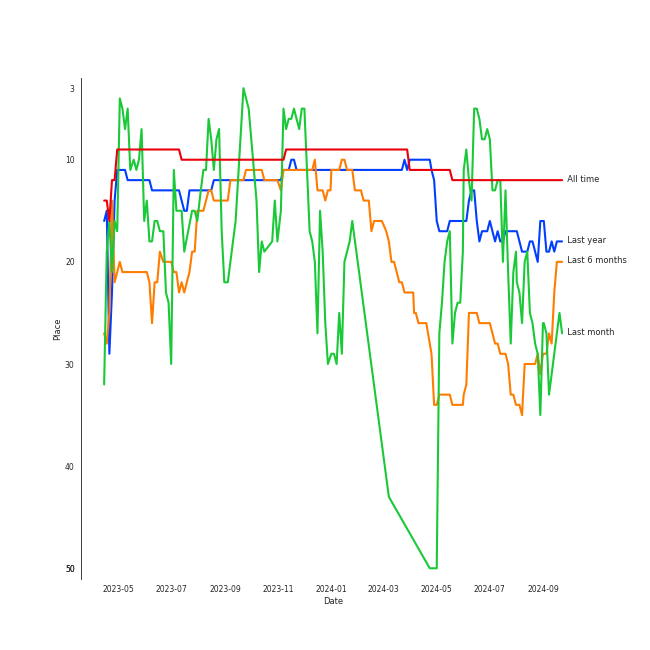 3
10
20
30
40
50
Place
2023-05
2023-07
2023-09
2023-11
2024-01
2024-03
2024-05
2024-07
2024-09
Date
All time
Last year
Last 6 months
Last month